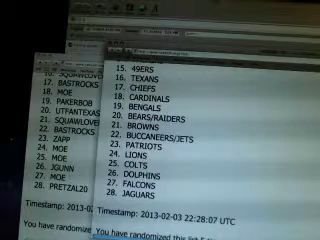 16. SQUAWLOVE
17. BASTROCKS
18. MOE
19. PAKERBOB
20. UTFANTEXAS
21. SQUAWLOVE
22. BASTROCKS
23. ZAPP
24. MOE
25. MOE
26. JGUNN
27. MOE
28. PRETZAL20
Timestamp: 2013-02-0
You have randomize
15. 49ERS
16. TEXANS
17. CHIEFS
18. CARDINALS
19. BENGALS
20. BEARS/RAIDERS
21. BROWNS
22. BUCCANEERS/JETS
23. PATRIOTS
24. LIONS
25. COLTS
26. DOLPHINS
27. FALCONS
28. JAGUARS
Timestamp: 2013-02-03 22:28:07 UTC
You have randomized this list